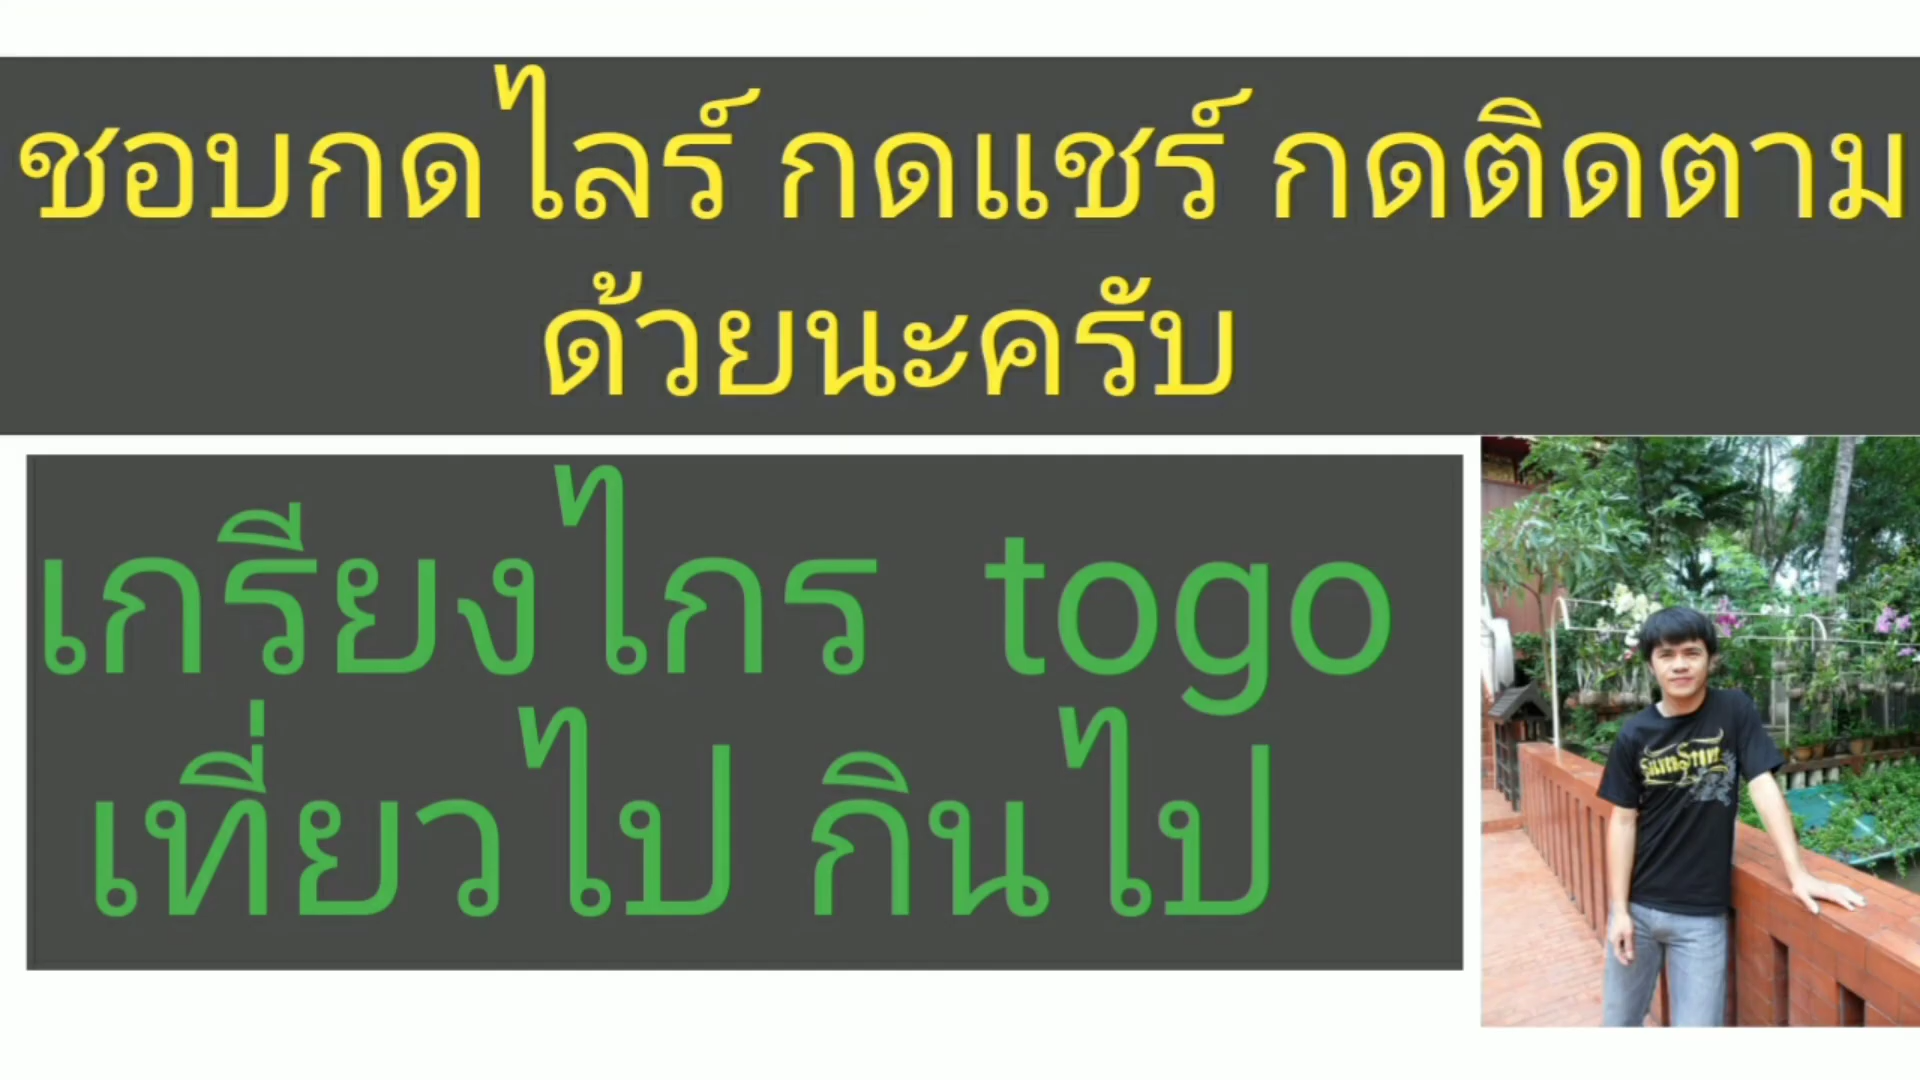 ชอบกดไลร์ กดแชร์ กดติดตาม
ด้วยนะครับ
เกรียงไกร togo
เที่ยวไป กินไป